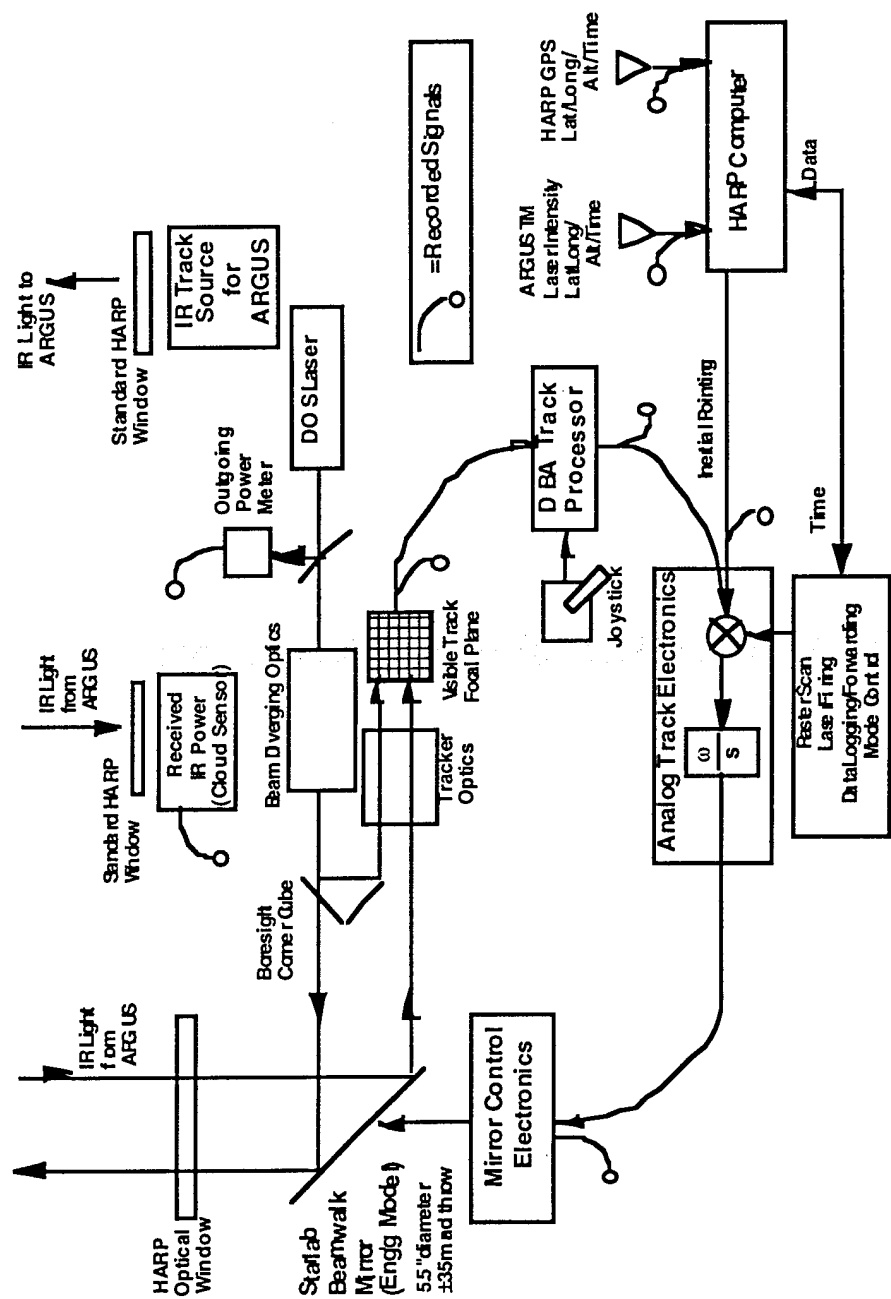 IR Light to
ARGUS
Standard HARP
Window
IR Track
Source
for
ARGUS
DOS Laser
Outgoing
Power
Meter
IR Light
from
ARGUS
Standard HARP
Window
Received
IR Power
(Cloud Sensor)
Beam Diverging Optics
Boresight
Corner Cube
Tracker
Optics
Visible Track
Focal Plane
IR Light
from
ARGUS
HARP
Optical
Window
Starlab
Beamwalk
Mirror
(Engg Model)
5.5" diameter
±35mrad throw
=Recorded Signals
DBA Track
Processor
Joystick
Mirror Control
Electronics
Analog Track Electronics
ω
s
Inertial Pointing
ARGUS TM
Laser Intensity
Lat/Long/
Alt/Time
HARP GPS
Lat/Long/
Alt/Time
HARP Computer
Data
Time
Raster Scan
Laser Firing
Data Logging/Forwarding
Mode Control